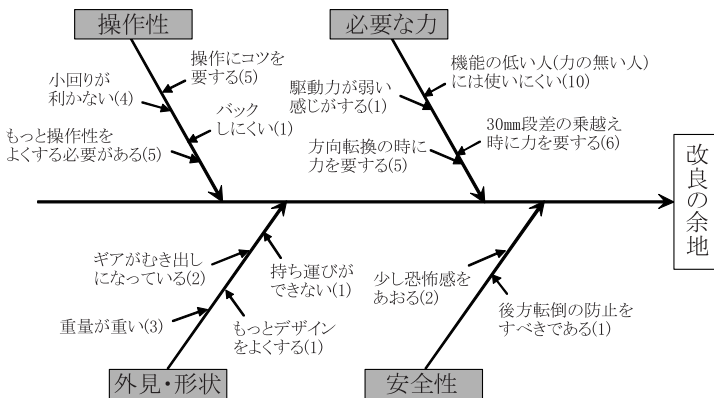 操作性
操作にコツを
要する(5)
小回りが
利かない(4)
バック
しにくい(1)
もっと操作性を
よくする必要がある(5)
必要な力
機能の低い人(力の無い人)
には使いにくい(10)
駆動力が弱い
感じがする(1)
30mm段差の乗越え
時に力を要する(6)
方向転換の時に
力を要する(5)
改良の余地
ギアがむき出し
になっている(2)
持ち運びが
できない(1)
重量が重い(3)
もっとデザイン
をよくする(1)
外見・形状
少し恐怖感を
あおる(2)
後方転倒の防止を
すべきである(1)
安全性